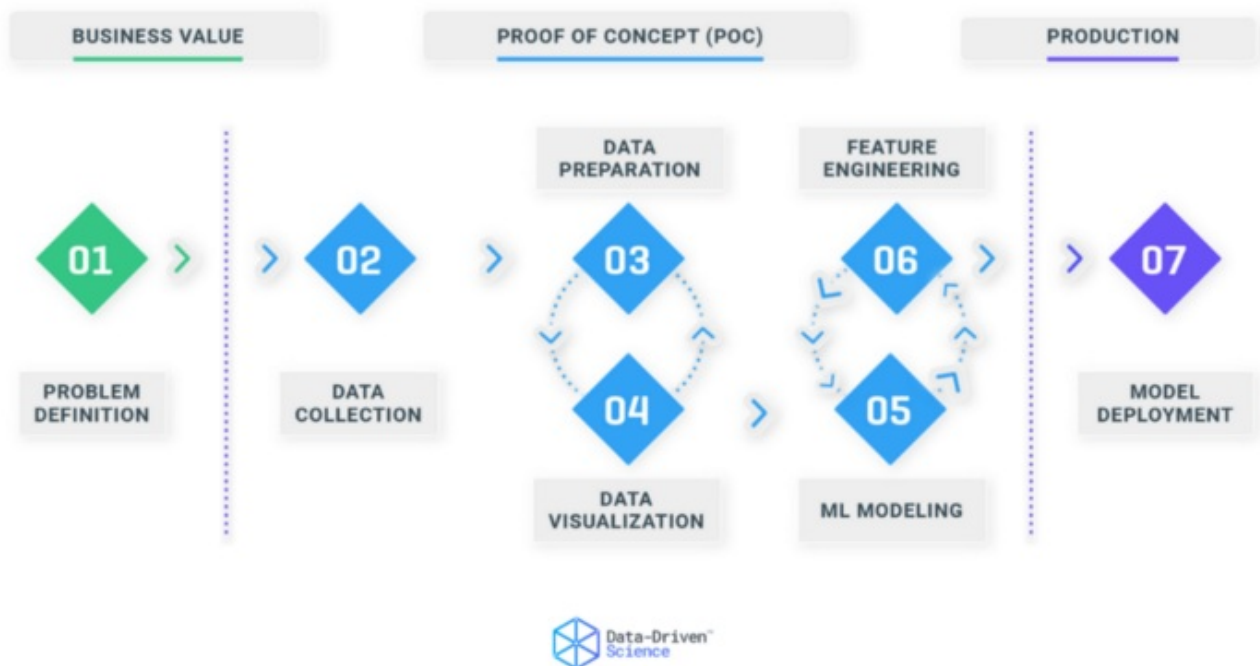 BUSINESS VALUE
PROOF OF CONCEPT (POC)
PRODUCTION
DATA
PREPARATION
FEATURE
ENGINEERING
01
02
03
06
07
PROBLEM
DEFINITION
DATA
COLLECTION
04
05
MODEL
DEPLOYMENT
DATA
VISUALIZATION
ML MODELING
Data-Driven™
Science